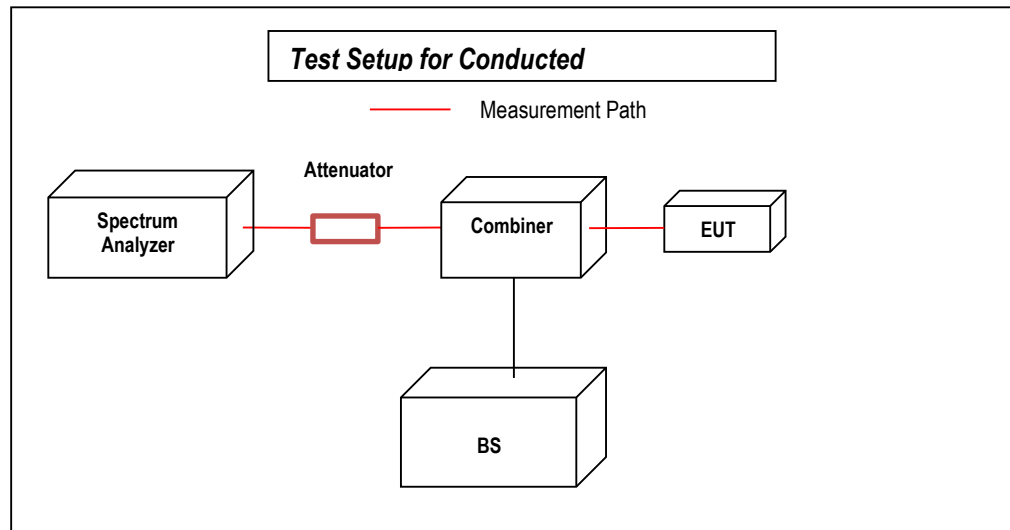 Test Setup for Conducted
Measurement Path
Attenuator
Spectrum
Analyzer
Combiner
EUT
BS